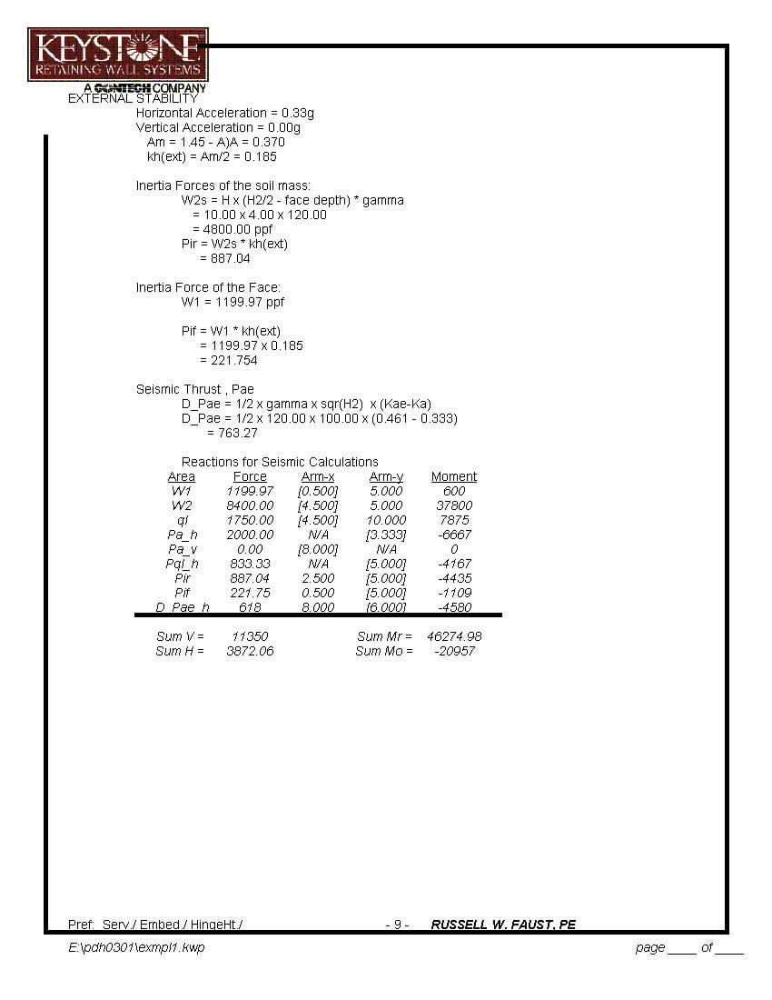 KEYSTONE
RETAINING WALL SYSTEMS
A CONTECH COMPANY
EXTERNAL STABILITY
Horizontal Acceleration = 0.33g
Vertical Acceleration = 0.00g
Am = 1.45 - A)A = 0.370
kh(ext) = Am/2 = 0.185
Inertia Forces of the soil mass:
W2s = H x (H2/2 - face depth) * gamma
= 10.00 x 4.00 x 120.00
= 4800.00 ppf
Pir = W2s * kh(ext)
= 887.04
Inertia Force of the Face:
W1 = 1199.97 ppf
Pif = W1 * kh(ext)
= 1199.97 x 0.185
= 221.754
Seismic Thrust , Pae
D_Pae = 1/2 x gamma x sqr(H2) x (Kae-Ka)
D_Pae = 1/2 x 120.00 x 100.00 x (0.461 - 0.333)
= 763.27
Reactions for Seismic Calculations
Area Force Arm-x Arm-y Moment
W1 1199.97 [0.500] 5.000 600
W2 8400.00 [4.500] 5.000 37800
ql 1750.00 [4.500] 10.000 7875
Pa_h 2000.00 N/A [3.333] -6667
Pa_v 0.00 [8.000] N/A 0
Pql_h 833.33 N/A [5.000] -4167
Pir 887.04 2.500 [5.000] -4435
Pif 221.75 0.500 [5.000] -1109
D_Pae_h 618 8.000 [6.000] -4580
Sum V = 11350 Sum Mr = 46274.98
Sum H = 3872.06 Sum Mo = -20957
Pref: Serv./ Embed./ HingeHt./ - 9 - RUSSELL W. FAUST, PE
E:\pdh0301\exmpl1.kwp page ____ of ____